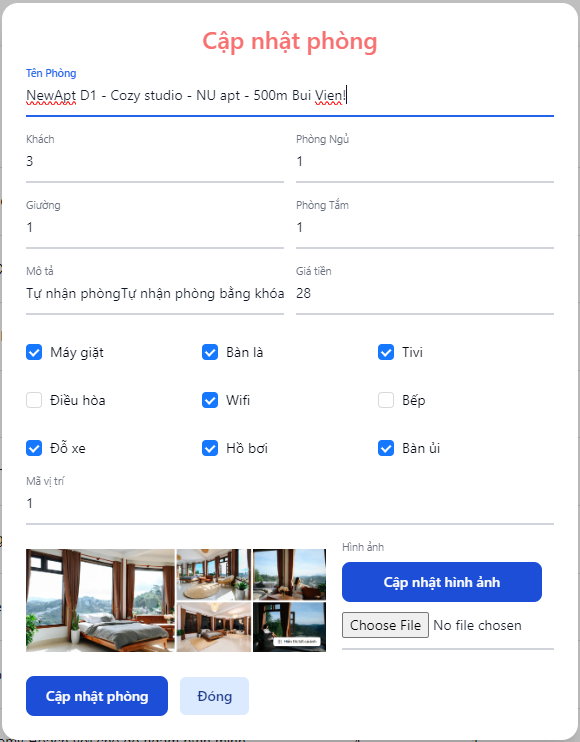 Cập nhật phòng
Tên Phòng
NewApt D1 - Cozy studio - NU apt - 500m Bui Vien!
Khách
Phòng Ngủ
3
1
Giường
Phòng Tắm
1
1
Mô tả
Giá tiền
Tự nhận phòngTự nhận phòng bằng khóa
28
Máy giặt
Bàn là
Tivi
Điều hòa
Wifi
Bếp
Đỗ xe
Hồ bơi
Bàn ủi
Mã vị trí
1
Hình ảnh
Cập nhật hình ảnh
Choose File No file chosen
Cập nhật phòng
Đóng